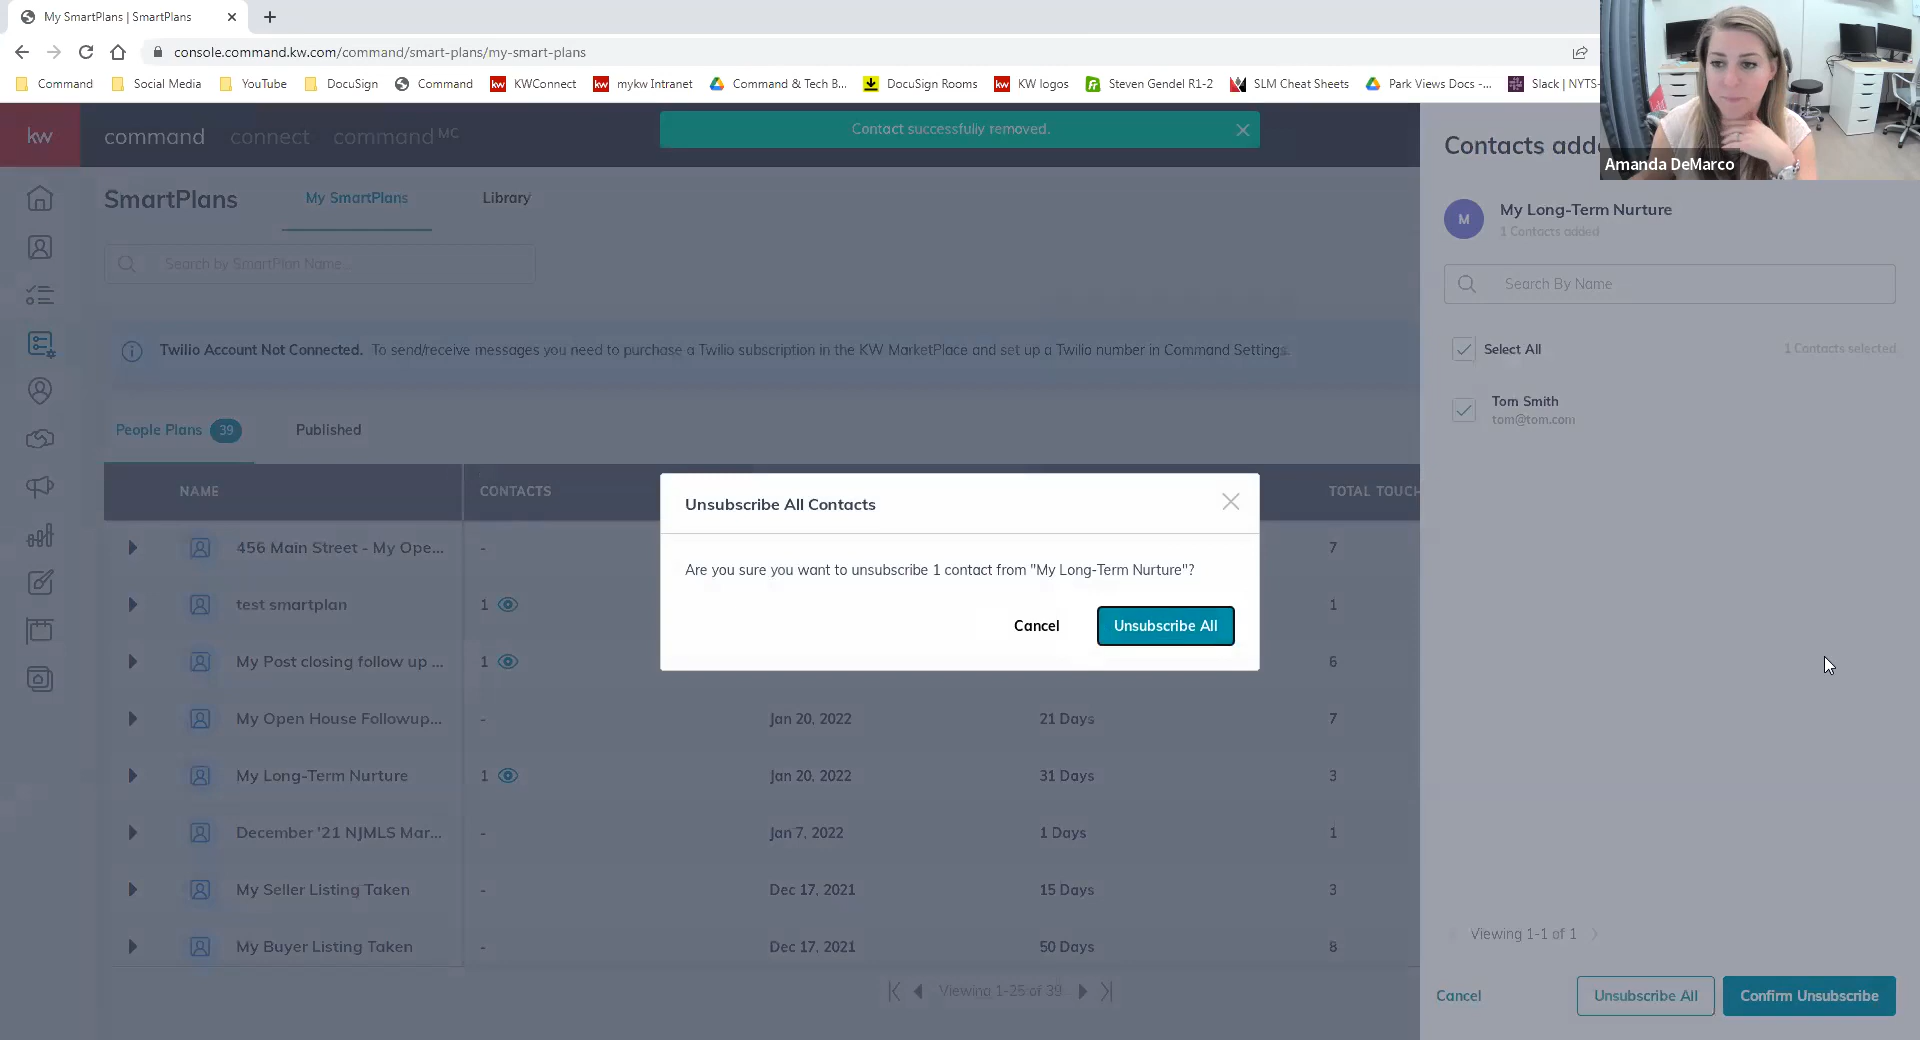 My SmartPlans | SmartPlans
console.command.kw.com/command/smart-plans/my-smart-plans
Command
Social Media
YouTube
DocuSign
Command
kw KWConnect
kw mykw Intranet
Command & Tech B...
DocuSign Rooms
kw KW logos
Steven Gendel R1-2
SLM Cheat Sheets
Park Views Docs -...
Slack | NYTS-
Amanda DeMarco
kw
command connect command MC
Contact successfully removed.
Contacts adde
SmartPlans
My SmartPlans
Library
M
My Long-Term Nurture
1 Contacts added
Search by SmartPlan Name...
Search By Name
Twilio Account Not Connected. To send/receive messages you need to purchase a Twilio subscription in the KW MarketPlace and set up a Twilio number in Command Settings.
Select All
1 Contacts selected
Tom Smith
tom@tom.com
People Plans 39
Published
NAME CONTACTS TOTAL TOUCH
Unsubscribe All Contacts
Are you sure you want to unsubscribe 1 contact from "My Long-Term Nurture"?
Cancel
Unsubscribe All
456 Main Street - My Ope... - 7
test smartplan 1 1
My Post closing follow up ... 1 6
My Open House Followup... - Jan 20, 2022 21 Days 7
My Long-Term Nurture 1 Jan 20, 2022 31 Days 3
December '21 NJMLS Mar... - Jan 7, 2022 1 Days 1
My Seller Listing Taken - Dec 17, 2021 15 Days 3
My Buyer Listing Taken - Dec 17, 2021 50 Days 8
Viewing 1-1 of 1
Viewing 1-25 of 39
Cancel
Unsubscribe All
Confirm Unsubscribe